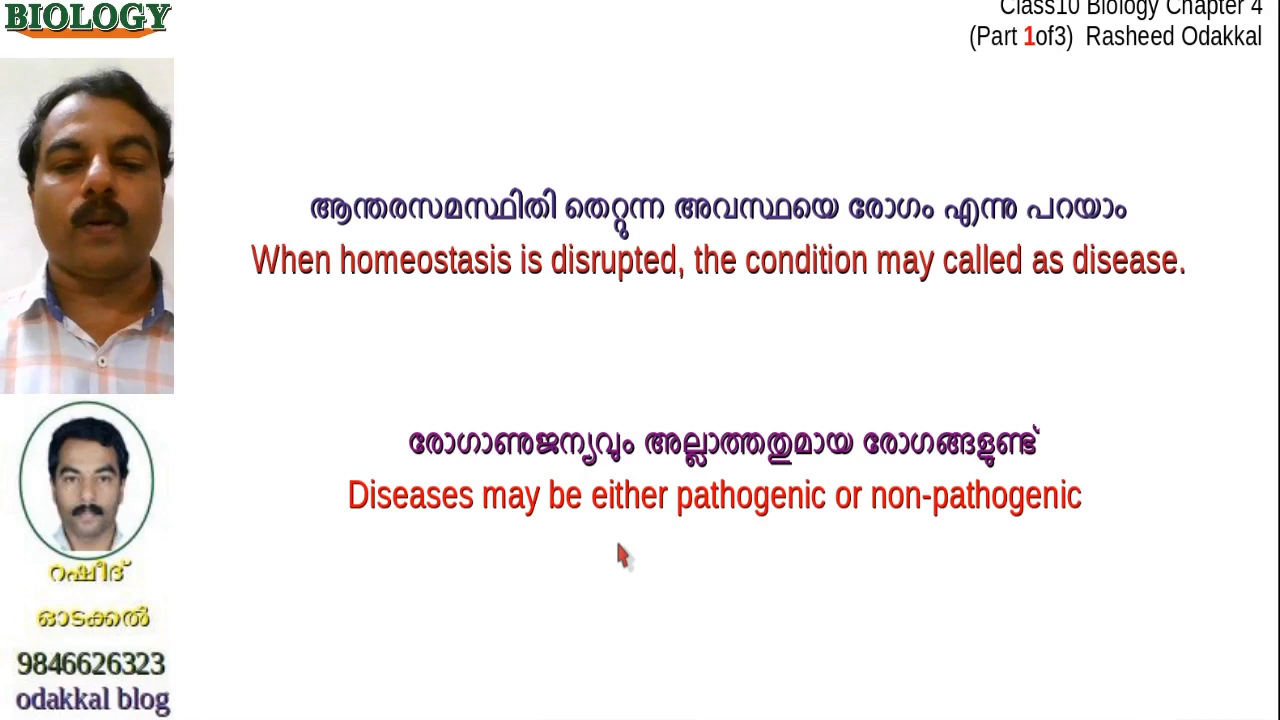 BIOLOGY
Class10 Biology Chapter 4
(Part 1of3) Rasheed Odakkal
ആന്തരസമസ്ഥിതി തെറ്റുന്ന അവസ്ഥയെ രോഗം എന്നു പറയാം
When homeostasis is disrupted, the condition may called as disease.
രോഗാണുജന്യവും അല്ലാത്തതുമായ രോഗങ്ങളുണ്ട്
Diseases may be either pathogenic or non-pathogenic
റഷീദ്
ഓടക്കൽ
9846626323
odakkal blog